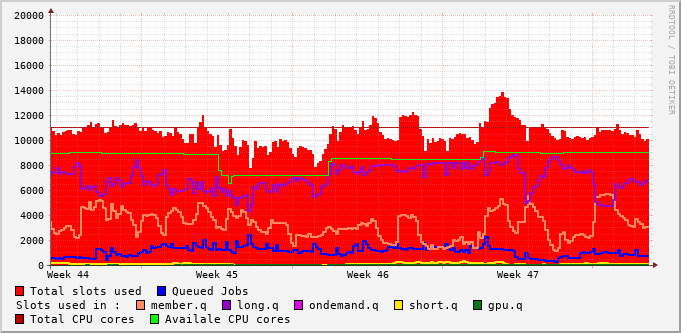 20000
18000
16000
14000
12000
10000
8000
6000
4000
2000
0
Week 44 Week 45 Week 46 Week 47
Total slots used Queued Jobs
Slots used in : member.q long.q ondemand.q short.q gpu.q
Total CPU cores Availale CPU cores
RRDTOOL / TOBI OETIKER